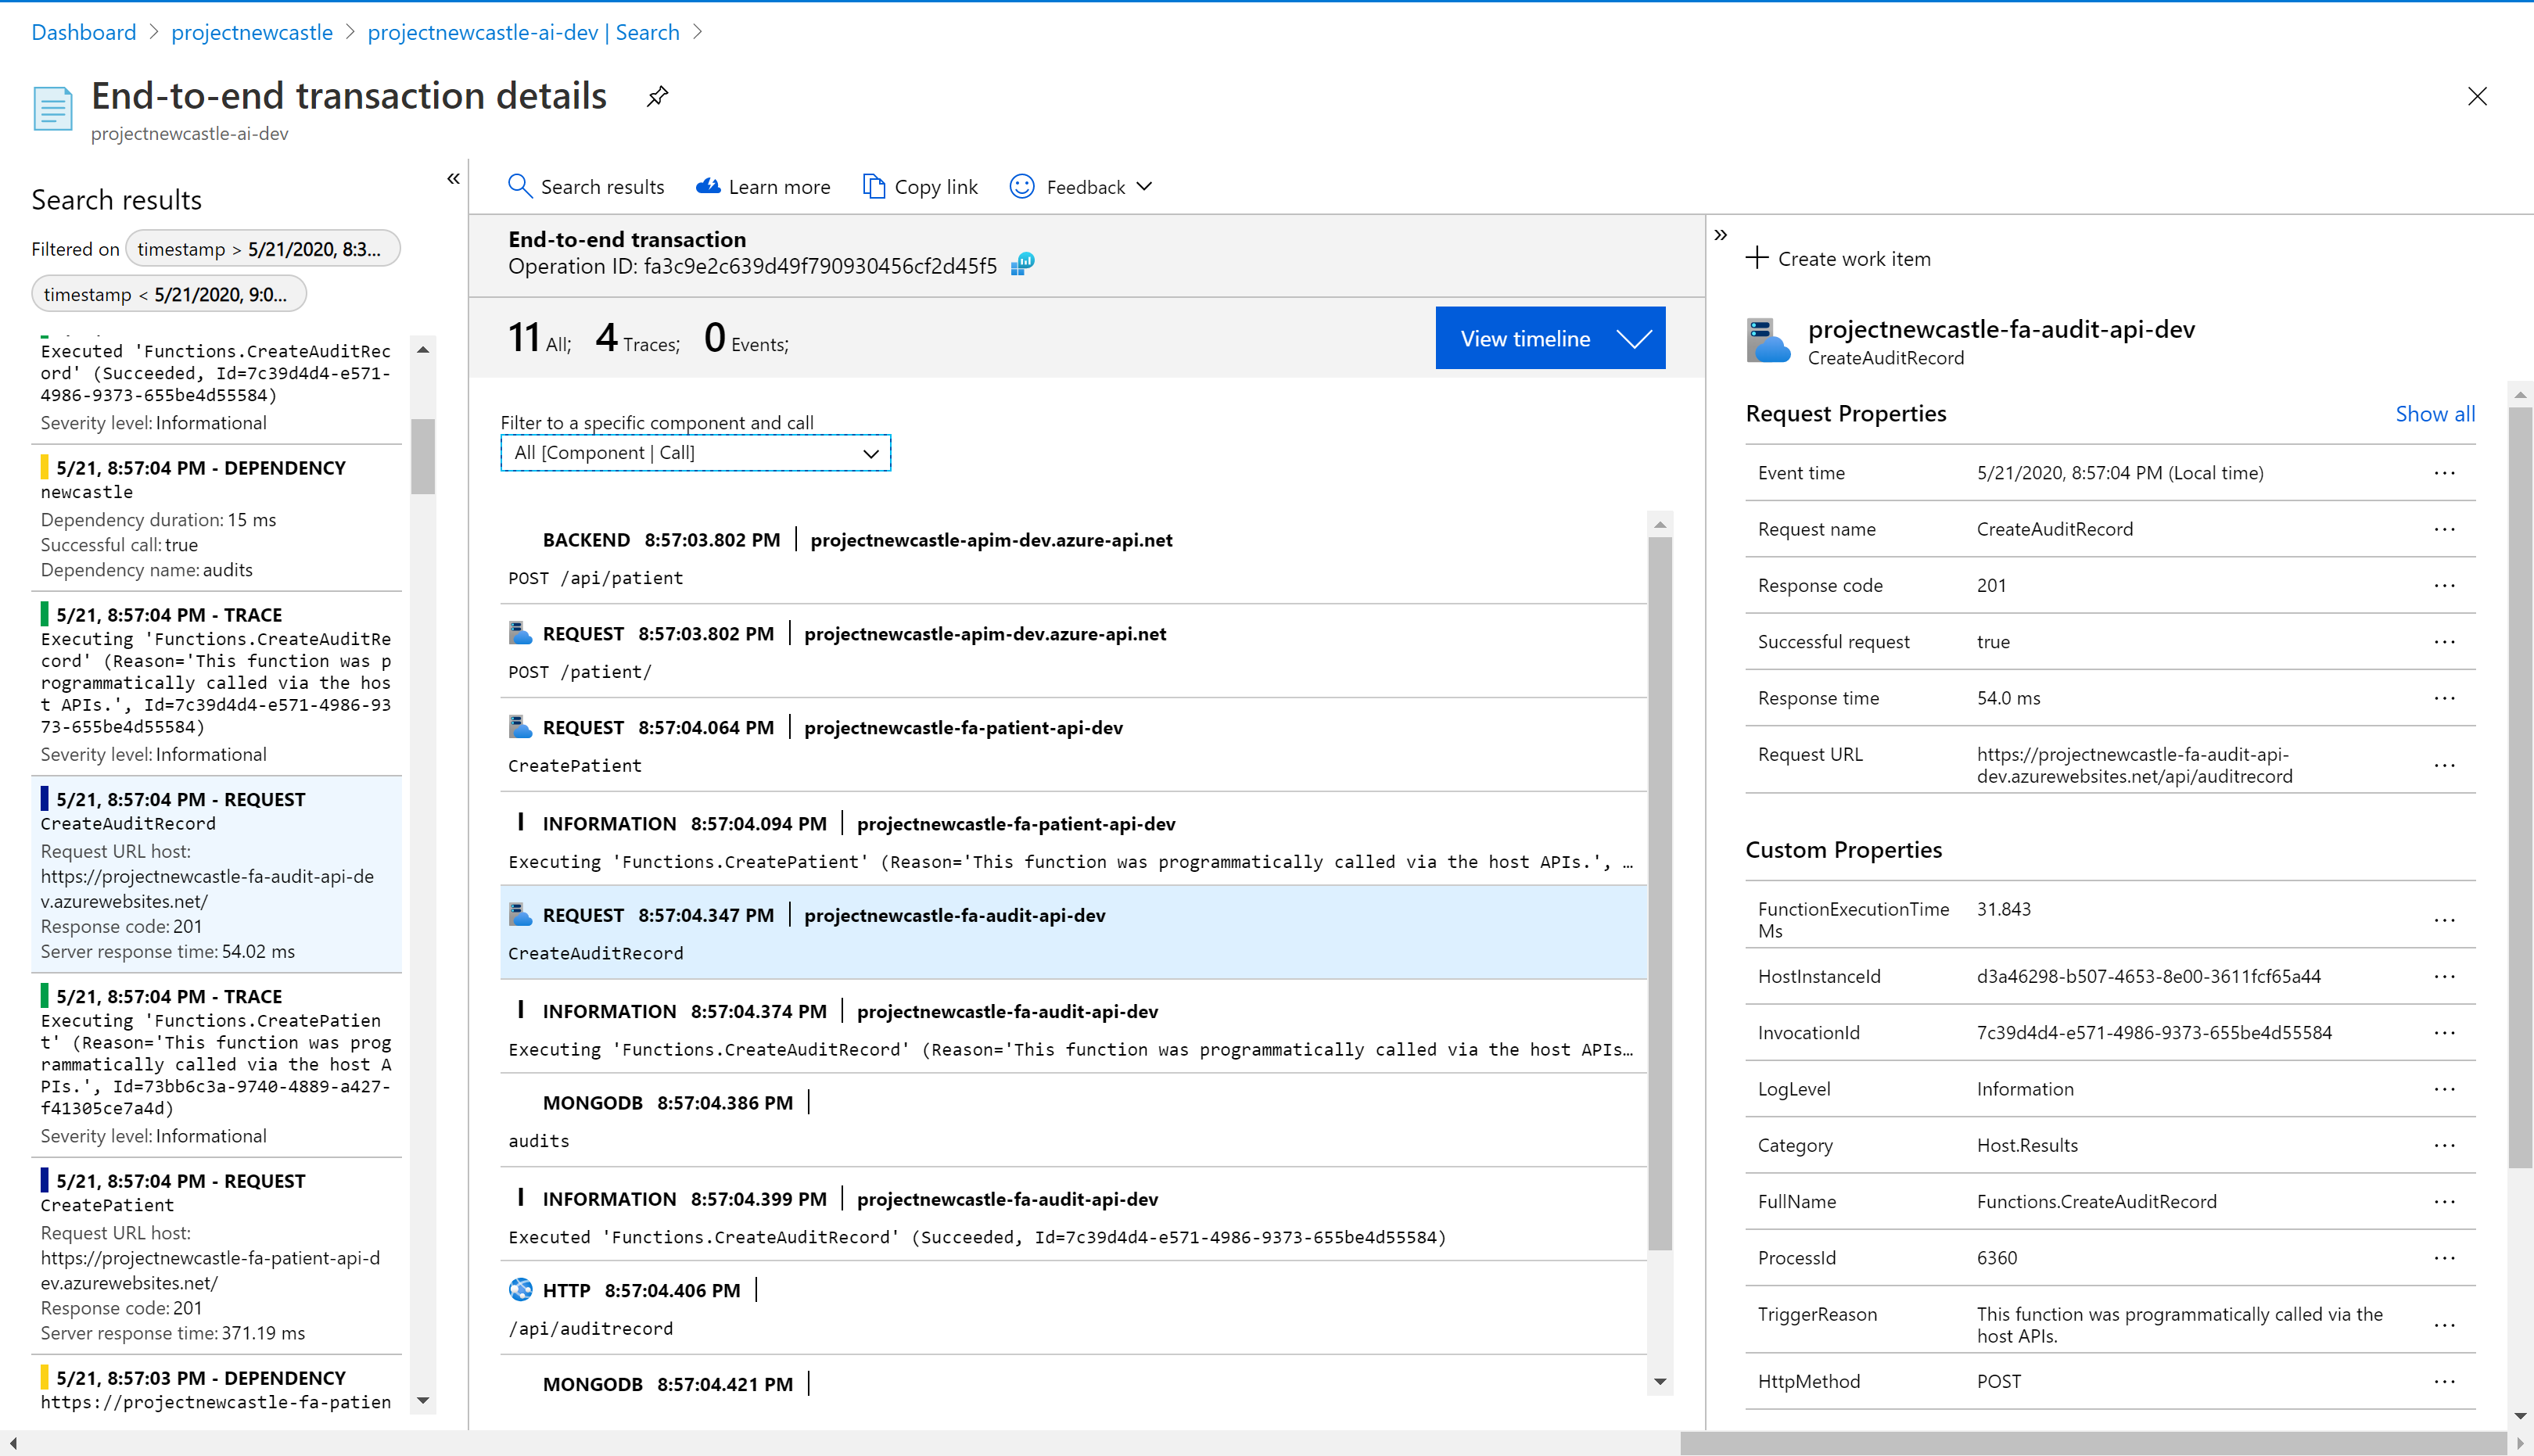 Dashboard > projectnewcastle > projectnewcastle-ai-dev | Search >
End-to-end transaction details
projectnewcastle-ai-dev
Search results
Filtered on timestamp > 5/21/2020, 8:3...
timestamp < 5/21/2020, 9:0...
Executed 'Functions.CreateAuditRec
ord' (Succeeded, Id=7c39d4d4-e571-
4986-9373-655be4d55584)
Severity level: Informational
5/21, 8:57:04 PM - DEPENDENCY
newcastle
Dependency duration: 15 ms
Successful call: true
Dependency name: audits
5/21, 8:57:04 PM - TRACE
Executing 'Functions.CreateAuditRe
cord' (Reason='This function was p
rogrammatically called via the hos
t APIs.', Id=7c39d4d4-e571-4986-93
73-655be4d55584)
Severity level: Informational
5/21, 8:57:04 PM - REQUEST
CreateAuditRecord
Request URL host:
https://projectnewcastle-fa-audit-api-de
v.azurewebsites.net/
Response code: 201
Server response time: 54.02 ms
5/21, 8:57:04 PM - TRACE
Executing 'Functions.CreatePatien
t' (Reason='This function was prog
rammatically called via the host A
PIs.', Id=73bb6c3a-9740-4889-a427-
f41305ce7a4d)
Severity level: Informational
5/21, 8:57:04 PM - REQUEST
CreatePatient
Request URL host:
https://projectnewcastle-fa-patient-api-d
ev.azurewebsites.net/
Response code: 201
Server response time: 371.19 ms
5/21, 8:57:03 PM - DEPENDENCY
https://projectnewcastle-fa-patien
Search results Learn more Copy link Feedback
End-to-end transaction
Operation ID: fa3c9e2c639d49f790930456cf2d45f5
11 All; 4 Traces; 0 Events;
View timeline
Filter to a specific component and call
All [Component | Call]
BACKEND 8:57:03.802 PM | projectnewcastle-apim-dev.azure-api.net
POST /api/patient
REQUEST 8:57:03.802 PM | projectnewcastle-apim-dev.azure-api.net
POST /patient/
REQUEST 8:57:04.064 PM | projectnewcastle-fa-patient-api-dev
CreatePatient
I INFORMATION 8:57:04.094 PM | projectnewcastle-fa-patient-api-dev
Executing 'Functions.CreatePatient' (Reason='This function was programmatically called via the host APIs.', …
REQUEST 8:57:04.347 PM | projectnewcastle-fa-audit-api-dev
CreateAuditRecord
I INFORMATION 8:57:04.374 PM | projectnewcastle-fa-audit-api-dev
Executing 'Functions.CreateAuditRecord' (Reason='This function was programmatically called via the host APIs…
MONGODB 8:57:04.386 PM |
audits
I INFORMATION 8:57:04.399 PM | projectnewcastle-fa-audit-api-dev
Executed 'Functions.CreateAuditRecord' (Succeeded, Id=7c39d4d4-e571-4986-9373-655be4d55584)
HTTP 8:57:04.406 PM |
/api/auditrecord
MONGODB 8:57:04.421 PM |
Create work item
projectnewcastle-fa-audit-api-dev
CreateAuditRecord
Request Properties Show all
Event time 5/21/2020, 8:57:04 PM (Local time) ...
Request name CreateAuditRecord ...
Response code 201 ...
Successful request true ...
Response time 54.0 ms ...
Request URL https://projectnewcastle-fa-audit-api-
dev.azurewebsites.net/api/auditrecord ...
Custom Properties
FunctionExecutionTime 31.843
Ms ...
HostInstanceId d3a46298-b507-4653-8e00-3611fcf65a44 ...
InvocationId 7c39d4d4-e571-4986-9373-655be4d55584 ...
LogLevel Information ...
Category Host.Results ...
FullName Functions.CreateAuditRecord ...
ProcessId 6360 ...
TriggerReason This function was programmatically called via the
host APIs. ...
HttpMethod POST ...